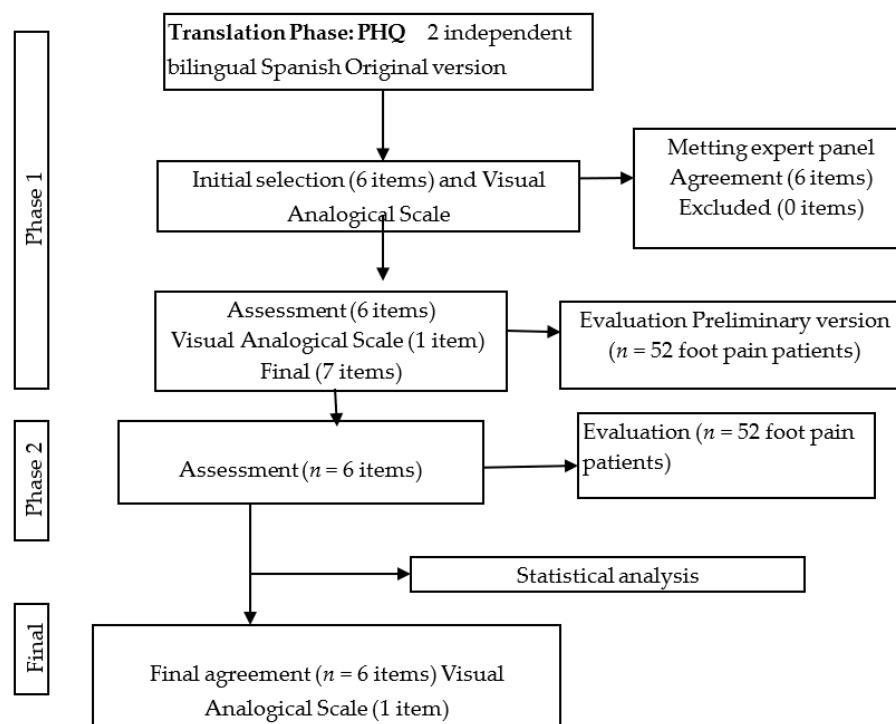 Translation Phase: PHQ 2 independent
bilingual Spanish Original version
Phase 1
Initial selection (6 items) and Visual
Analogical Scale
Metting expert panel
Agreement (6 items)
Excluded (0 items)
Assessment (6 items)
Visual Analogical Scale (1 item)
Final (7 items)
Evaluation Preliminary version
(n = 52 foot pain patients)
Phase 2
Assessment (n = 6 items)
Evaluation (n = 52 foot pain
patients)
Statistical analysis
Final
Final agreement (n = 6 items) Visual
Analogical Scale (1 item)